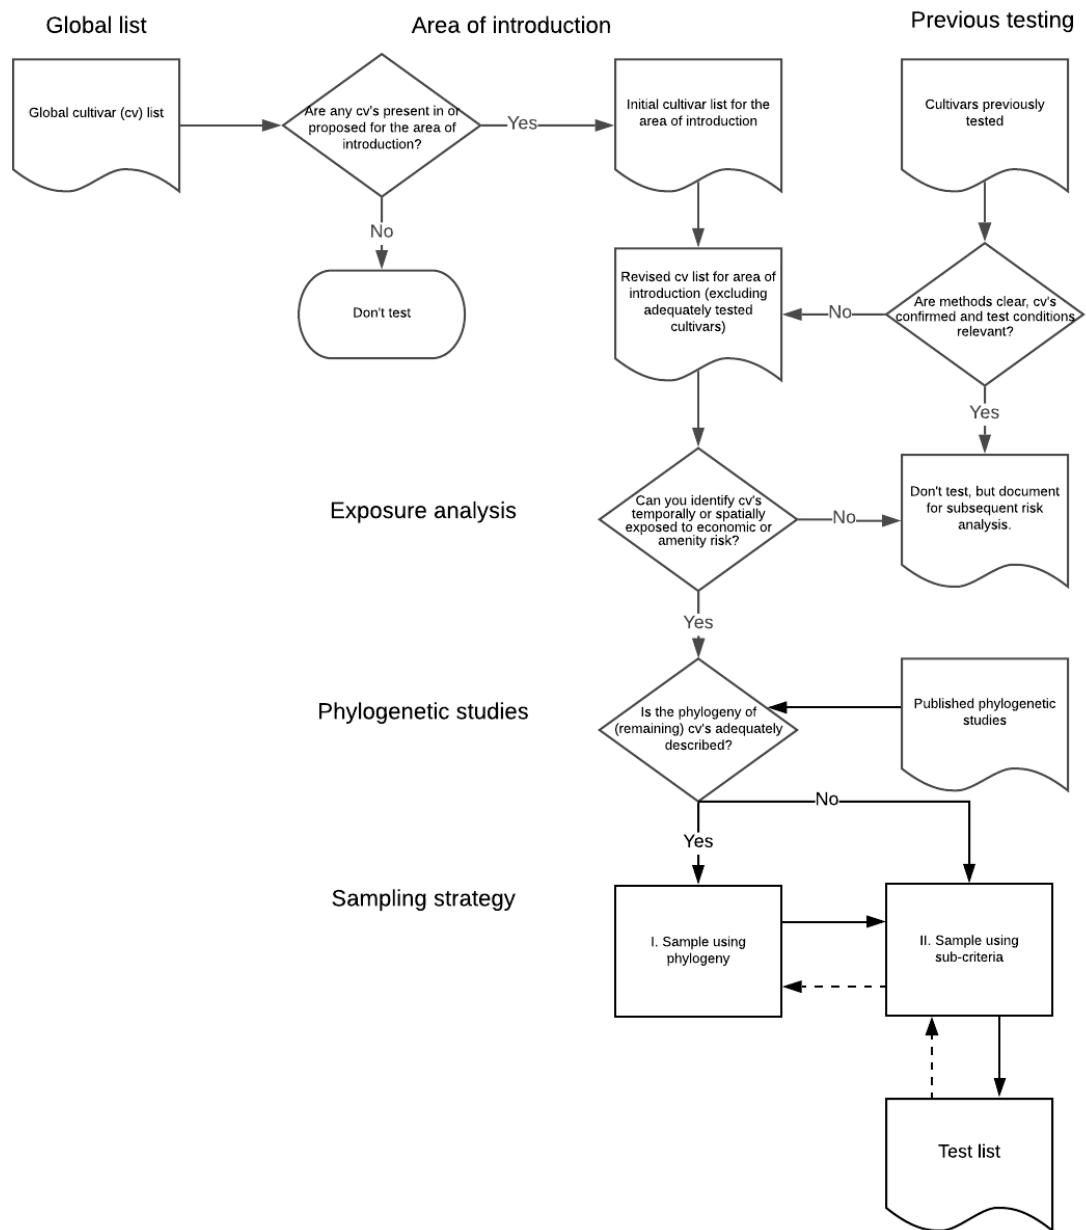 Global list
Area of introduction
Previous testing
Global cultivar (cv) list
Are any cv's present in or
proposed for the area of
introduction?
Yes
Initial cultivar list for the
area of introduction
Cultivars previously
tested
No
Don't test
Revised cv list for area of
introduction (excluding
adequately tested
cultivars)
No
Are methods clear, cv's
confirmed and test conditions
relevant?
Yes
Exposure analysis
Can you identify cv's
temporally or spatially
exposed to economic or
amenity risk?
No
Don't test, but document
for subsequent risk
analysis.
Yes
Phylogenetic studies
Is the phylogeny of
(remaining) cv's adequately
described?
Published phylogenetic
studies
No
Yes
Sampling strategy
I. Sample using
phylogeny
II. Sample using
sub-criteria
Test list